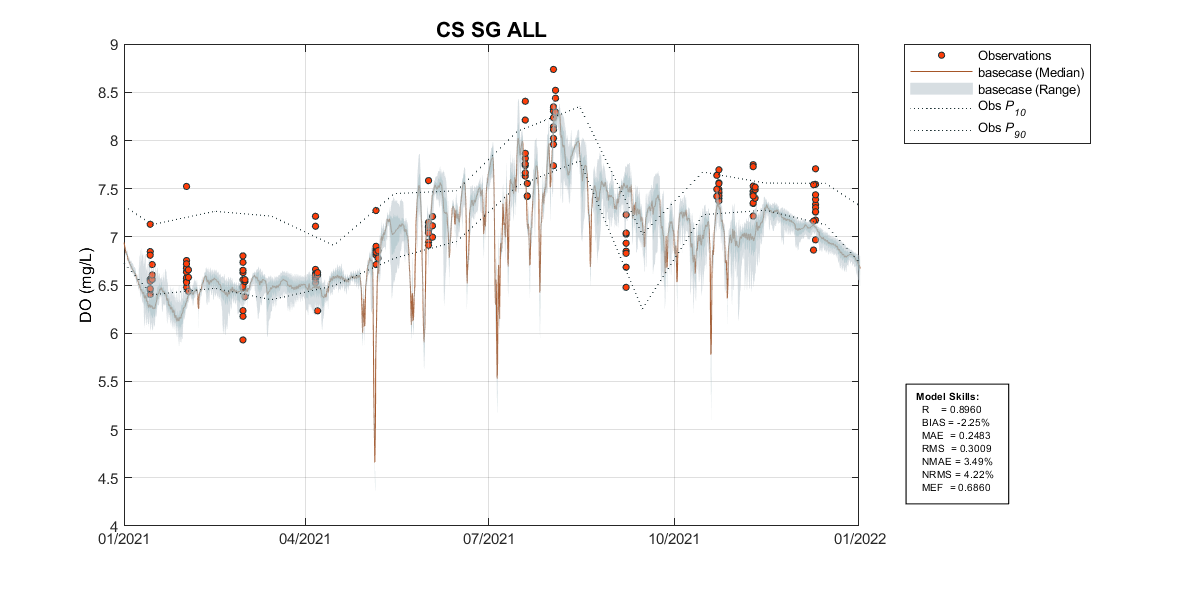 CS SG ALL
9
8.5
8
7.5
7
6.5
6
5.5
5
4.5
4
DO (mg/L)
01/2021
04/2021
07/2021
10/2021
01/2022
Observations
basecase (Median)
basecase (Range)
Obs P10
Obs P90
Model Skills:
R = 0.8960
BIAS = -2.25%
MAE = 0.2483
RMS = 0.3009
NMAE = 3.49%
NRMS = 4.22%
MEF = 0.6860